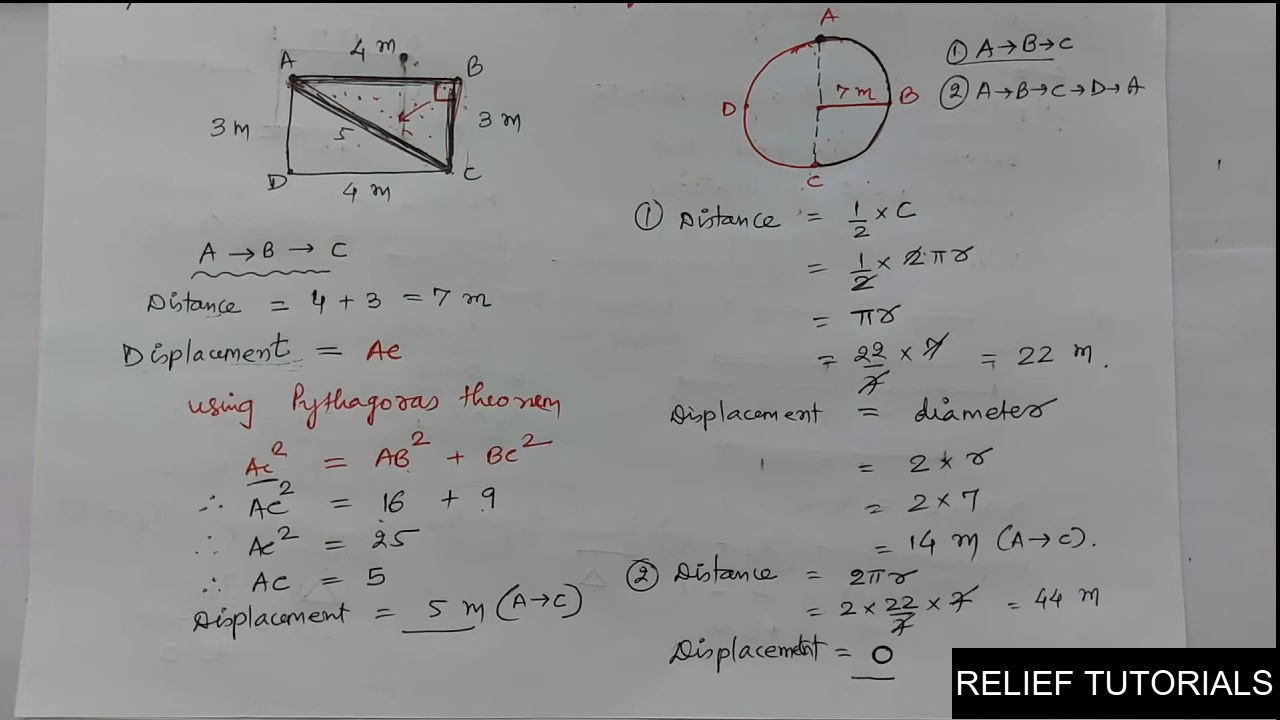 4 m
A
B
3 m
5
3 m
D
C
4 m
A → B → C
Distance = 4 + 3 = 7 m
Displacement = AC
using Pythagoras theorem
AC² = AB² + BC²
∴ AC² = 16 + 9
∴ AC² = 25
∴ AC = 5
Displacement = 5 m (A→C)
A
D
7 m
B
C
① A→B→C
② A→B→C→D→A
① Distance = 1/2 × C
= 1/2 × 2πr
= πr
= 22/7 × 7 = 22 m.
Displacement = diameter
= 2 × r
= 2 × 7
= 14 m (A→C).
② Distance = 2πr
= 2 × 22/7 × 7 = 44 m
Displacement = 0
RELIEF TUTORIALS